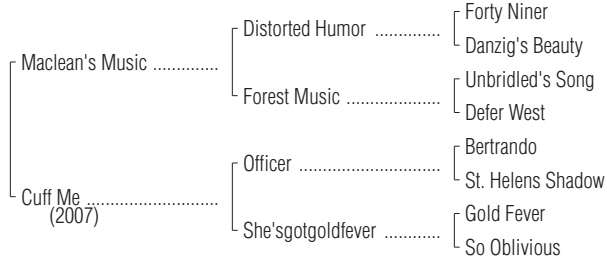 Forty Niner
Distorted Humor ..............
Danzig's Beauty
Maclean's Music ..............
Unbridled's Song
Forest Music .....................
Defer West
Bertrando
Officer ................................
St. Helens Shadow
Cuff Me .............................
(2007)
Gold Fever
She'sgotgoldfever ............
So Oblivious